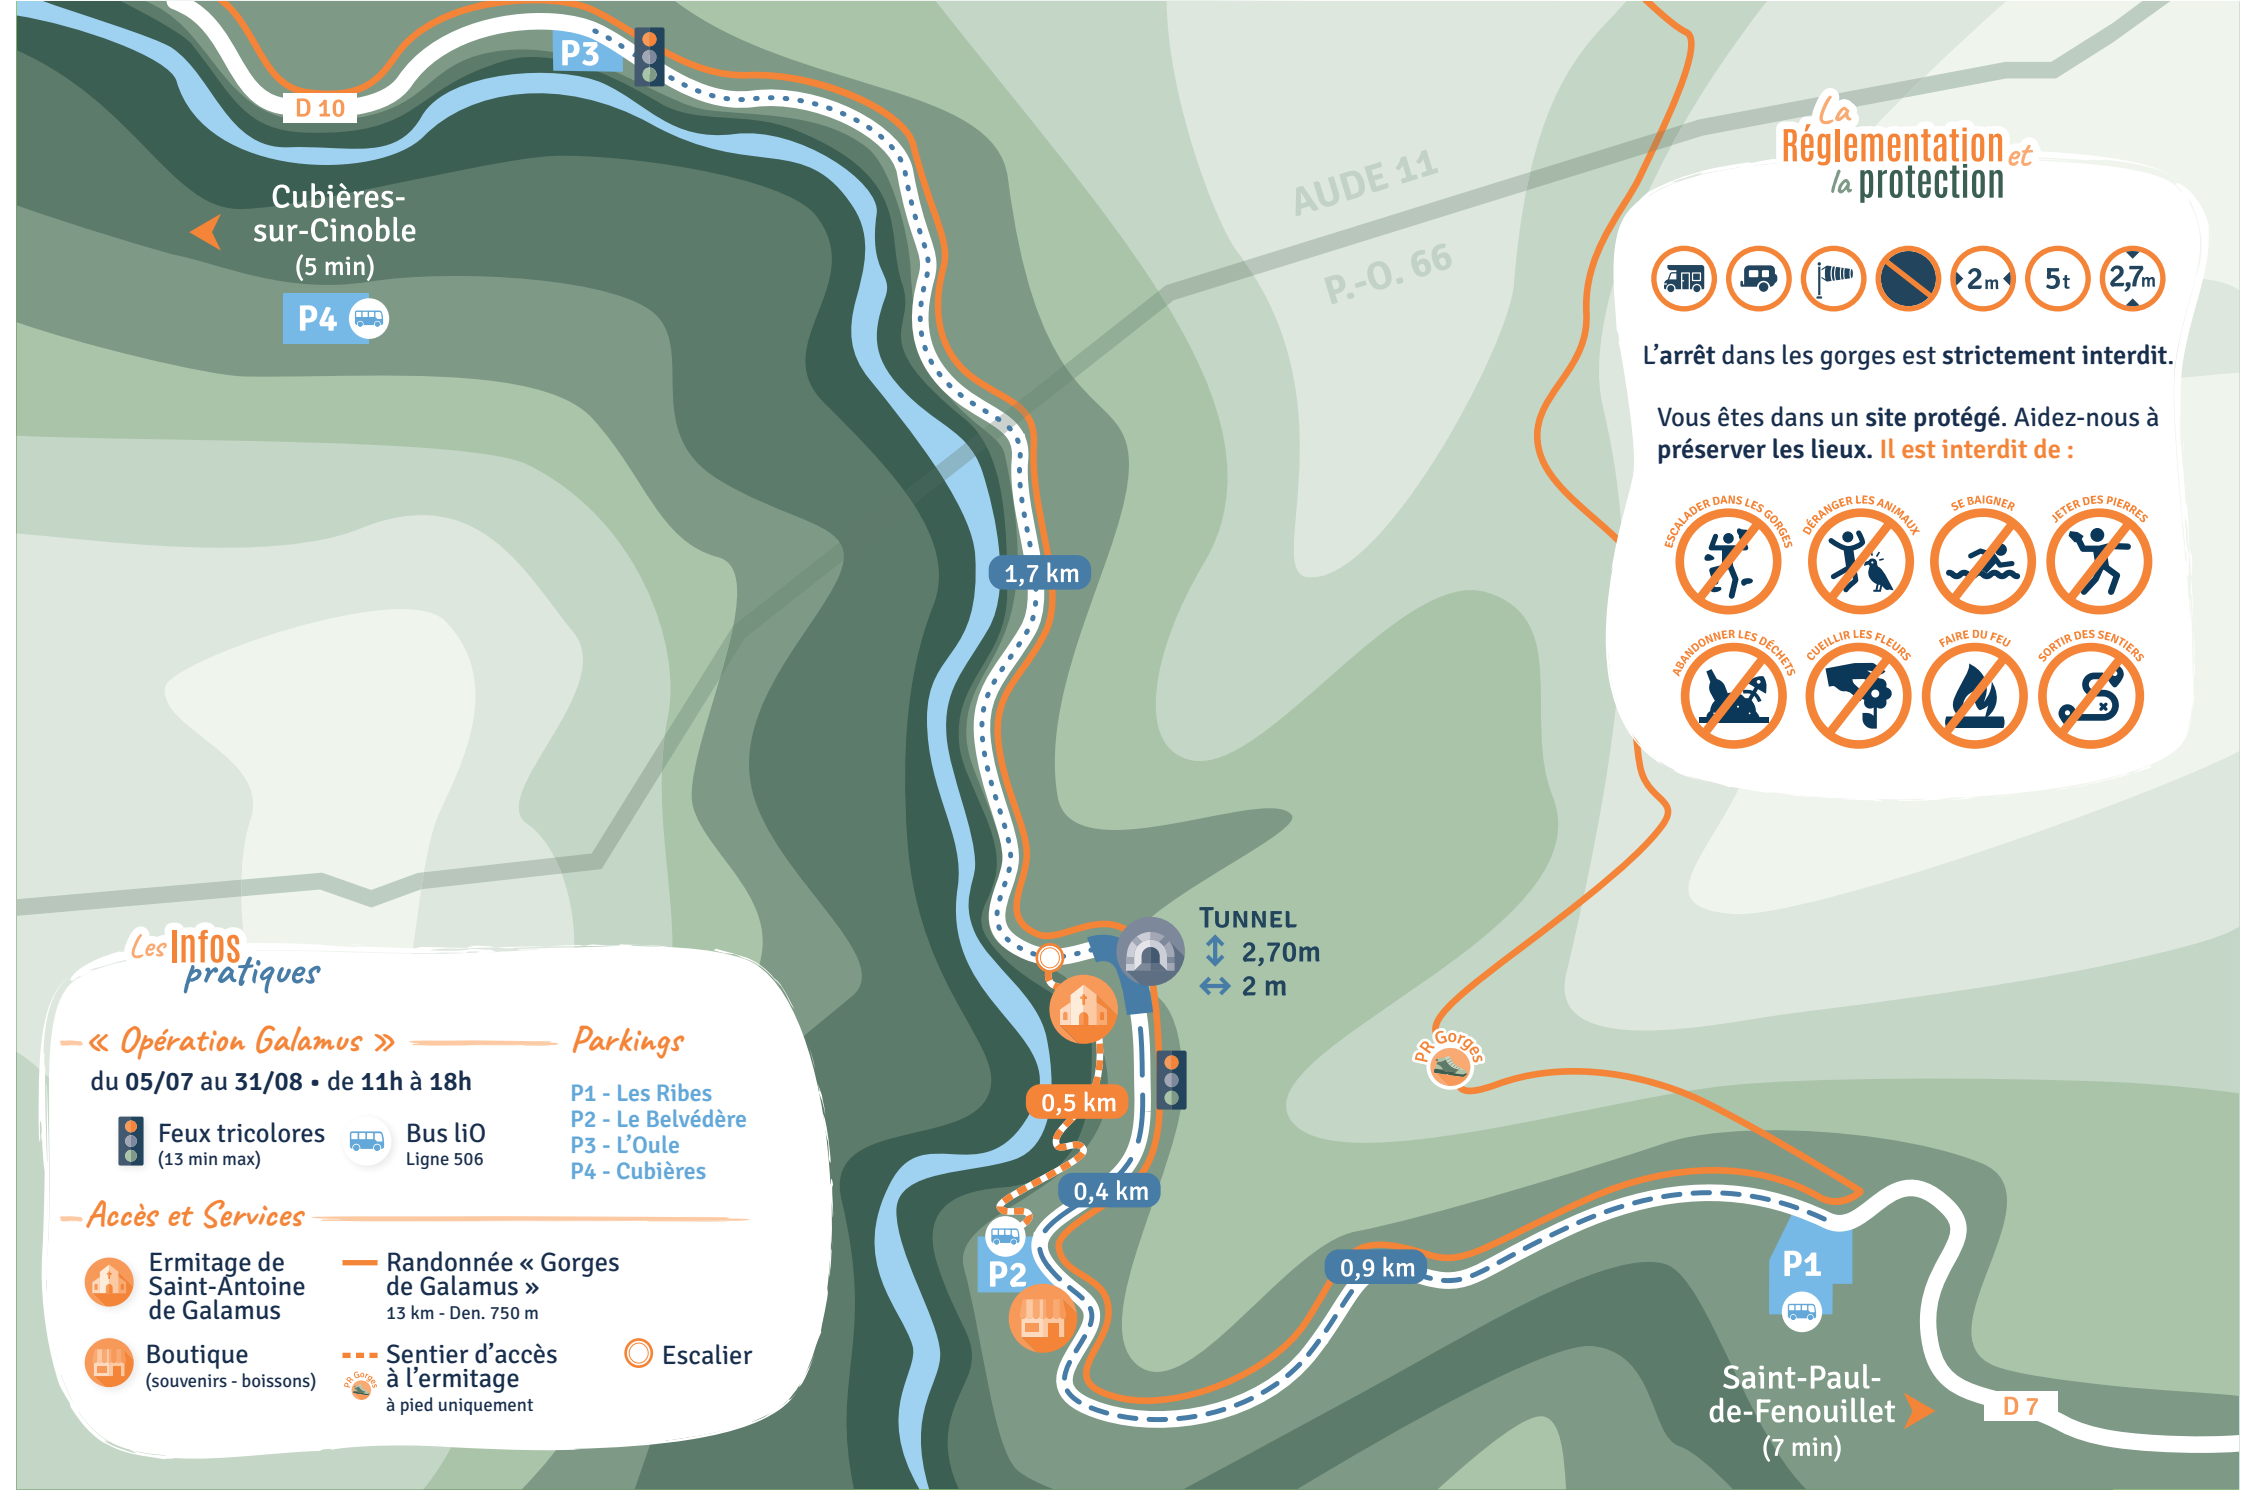 P3
D 10
Cubières-
sur-Cinoble
(5 min)
P4
AUDE 11
P.-O. 66
La
Réglementation et
la protection
2m
5t
2,7m
L'arrêt dans les gorges est strictement interdit.
Vous êtes dans un site protégé. Aidez-nous à
préserver les lieux. Il est interdit de :
ESCALADER DANS LES GORGES
DÉRANGER LES ANIMAUX
SE BAIGNER
JETER DES PIERRES
ABANDONNER LES DÉCHETS
CUEILLIR LES FLEURS
FAIRE DU FEU
SORTIR DES SENTIERS
1,7 km
TUNNEL
2,70m
2 m
PR Gorges
0,5 km
0,4 km
P2
0,9 km
P1
Saint-Paul-
de-Fenouillet
(7 min)
D 7
Les Infos
pratiques
« Opération Galamus »
du 05/07 au 31/08 • de 11h à 18h
Feux tricolores
(13 min max)
Bus liO
Ligne 506
Parkings
P1 - Les Ribes
P2 - Le Belvédère
P3 - L'Oule
P4 - Cubières
Accès et Services
Ermitage de
Saint-Antoine
de Galamus
Randonnée « Gorges
de Galamus »
13 km - Den. 750 m
Boutique
(souvenirs - boissons)
Sentier d'accès
à l'ermitage
à pied uniquement
PR Gorges
Escalier